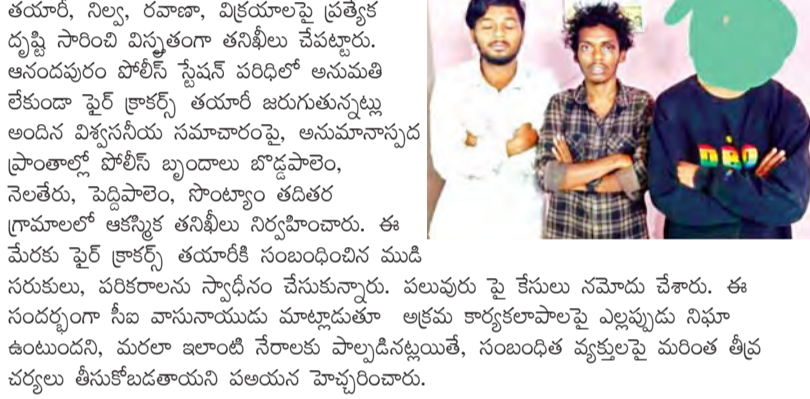 తయారీ, నిల్వ, రవాణా, విక్రయాలపై ప్రత్యేక
దృష్టి సారించి విస్తృతంగా తనిఖీలు చేపట్టారు.
ఆనందపురం పోలీస్ స్టేషన్ పరిధిలో అనుమతి
లేకుండా ఫైర్ క్రాకర్స్ తయారీ జరుగుతున్నట్లు
అందిన విశ్వసనీయ సమాచారంపై, అనుమానాస్పద
ప్రాంతాల్లో పోలీస్ బృందాలు బొడ్డపాలెం,
నెలతేరు, పెద్దిపాలెం, సొంట్యాం తదితర
గ్రామాలలో ఆకస్మిక తనిఖీలు నిర్వహించారు. ఈ
మేరకు ఫైర్ క్రాకర్స్ తయారీకి సంబంధించిన ముడి
సరుకులు, పరికరాలను స్వాధీనం చేసుకున్నారు. పలువురు పై కేసులు నమోదు చేశారు. ఈ
సందర్భంగా సీఐ వాసునాయుడు మాట్లాడుతూ అక్రమ కార్యకలాపాలపై ఎల్లప్పుడు నిఘా
ఉంటుందని, మరలా ఇలాంటి నేరాలకు పాల్పడినట్లయితే, సంబంధిత వ్యక్తులపై మరింత తీవ్ర
చర్యలు తీసుకోబడతాయని పఅయన హెచ్చరించారు.